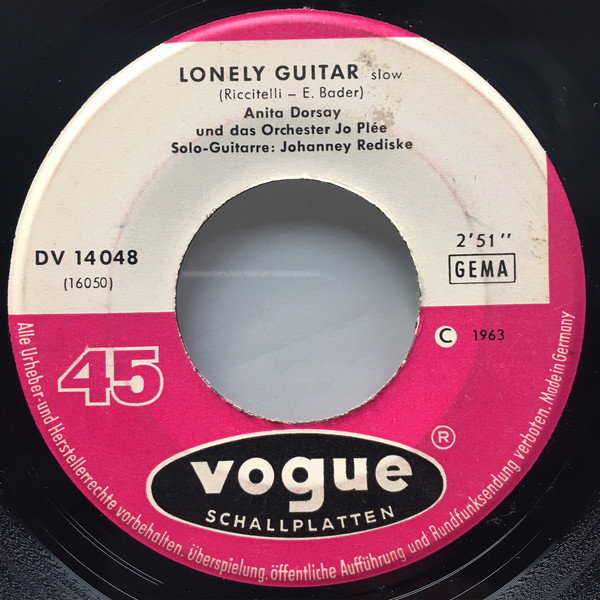 LONELY GUITAR slow
(Riccitelli – E. Bader)
Anita Dorsay
und das Orchester Jo Plée
Solo-Guitarre: Johanney Rediske
DV 14048
(16050)
2'51''
GEMA
C 1963
45
vogue ®
SCHALLPLATTEN
Alle Urheber- und Herstellerrechte vorbehalten. Überspielung, öffentliche Aufführung und Rundfunksendung verboten. Made in Germany